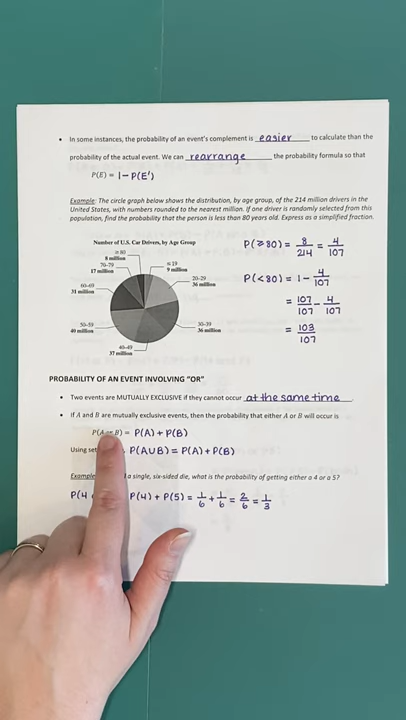 • In some instances, the probability of an event's complement is easier to calculate than the
probability of the actual event. We can rearrange the probability formula so that
P(E) = 1-P(E')
Example: The circle graph below shows the distribution, by age group, of the 214 million drivers in the
United States, with numbers rounded to the nearest million. If one driver is randomly selected from this
population, find the probability that the person is less than 80 years old. Express as a simplified fraction.
Number of U.S. Car Drivers, by Age Group
≥ 80
8 million
≤ 19
9 million
70–79
17 million
20–29
36 million
60–69
31 million
50–59
40 million
30–39
36 million
40–49
37 million
P(≥80) = 8/214 = 4/107
P(<80) = 1 - 4/107
= 107/107 - 4/107
= 103/107
PROBABILITY OF AN EVENT INVOLVING "OR"
• Two events are MUTUALLY EXCLUSIVE if they cannot occur at the same time.
• If A and B are mutually exclusive events, then the probability that either A or B will occur is
P(A or B) = P(A) + P(B)
Using set P(A∪B) = P(A) + P(B)
Example a single, six-sided die, what is the probability of getting either a 4 or a 5?
P(4 P(4) + P(5) = 1/6 + 1/6 = 2/6 = 1/3